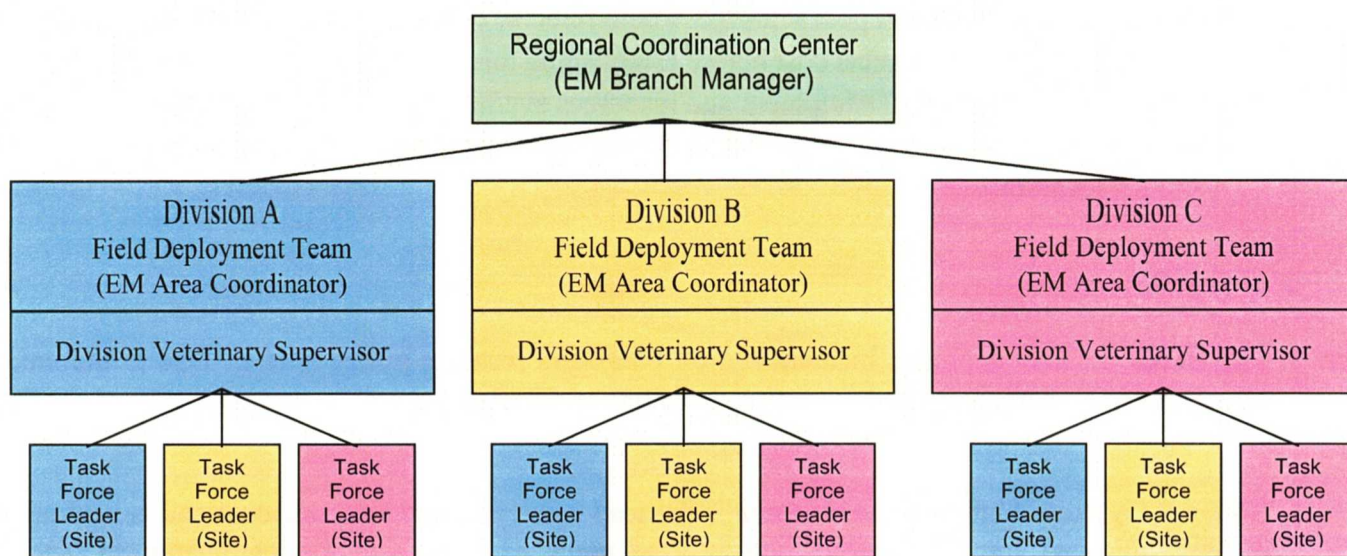 Regional Coordination Center
(EM Branch Manager)
Division A
Field Deployment Team
(EM Area Coordinator)
Division Veterinary Supervisor
Division B
Field Deployment Team
(EM Area Coordinator)
Division Veterinary Supervisor
Division C
Field Deployment Team
(EM Area Coordinator)
Division Veterinary Supervisor
Task
Force
Leader
(Site)
Task
Force
Leader
(Site)
Task
Force
Leader
(Site)
Task
Force
Leader
(Site)
Task
Force
Leader
(Site)
Task
Force
Leader
(Site)
Task
Force
Leader
(Site)
Task
Force
Leader
(Site)
Task
Force
Leader
(Site)